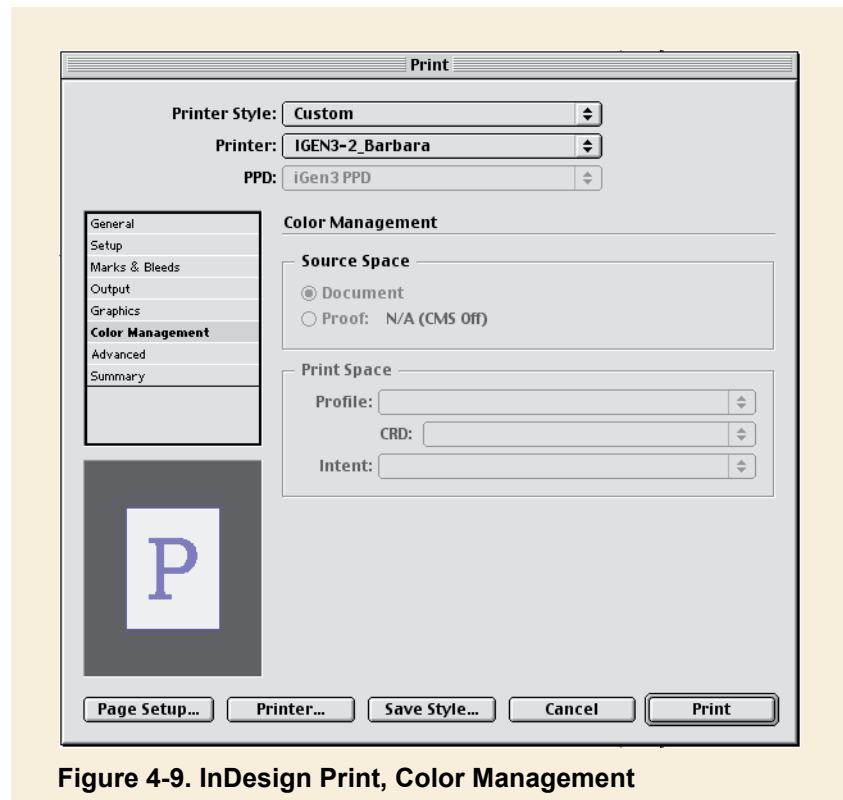 Print
Printer Style: Custom
Printer: IGEN3-2_Barbara
PPD: iGen3 PPD
General
Setup
Marks & Bleeds
Output
Graphics
Color Management
Advanced
Summary
Color Management
Source Space
Document
Proof: N/A (CMS Off)
Print Space
Profile:
CRD:
Intent:
P
Page Setup... Printer... Save Style... Cancel Print
Figure 4-9. InDesign Print, Color Management